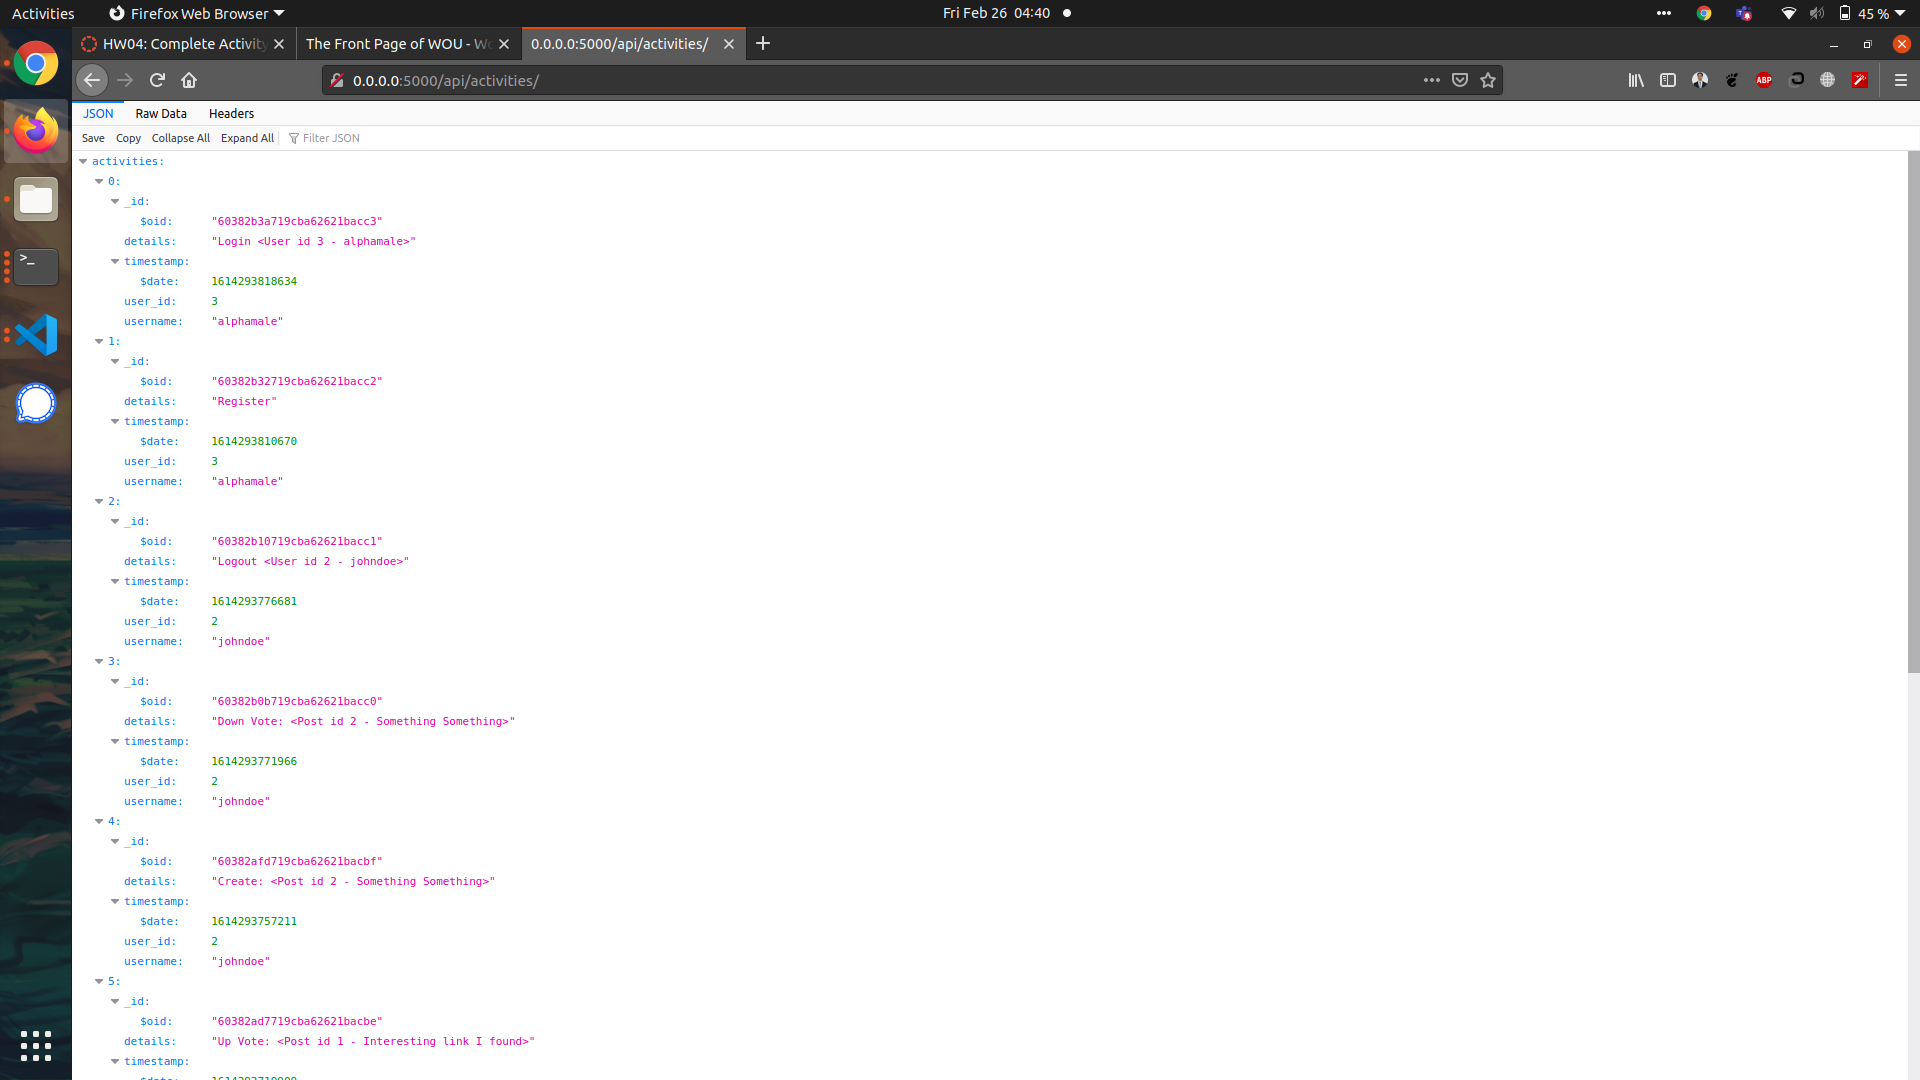 Activities
Firefox Web Browser
Fri Feb 26 04:40
45 %
HW04: Complete Activity
The Front Page of WOU - Wo
0.0.0.0:5000/api/activities/
0.0.0.0:5000/api/activities/
ABP
JSON
Raw Data
Headers
Save
Copy
Collapse All
Expand All
Filter JSON
activities:
0:
_id:
$oid: "60382b3a719cba62621bacc3"
details: "Login <User id 3 - alphamale>"
timestamp:
$date: 1614293818634
user_id: 3
username: "alphamale"
1:
_id:
$oid: "60382b32719cba62621bacc2"
details: "Register"
timestamp:
$date: 1614293810670
user_id: 3
username: "alphamale"
2:
_id:
$oid: "60382b10719cba62621bacc1"
details: "Logout <User id 2 - johndoe>"
timestamp:
$date: 1614293776681
user_id: 2
username: "johndoe"
3:
_id:
$oid: "60382b0b719cba62621bacc0"
details: "Down Vote: <Post id 2 - Something Something>"
timestamp:
$date: 1614293771966
user_id: 2
username: "johndoe"
4:
_id:
$oid: "60382afd719cba62621bacbf"
details: "Create: <Post id 2 - Something Something>"
timestamp:
$date: 1614293757211
user_id: 2
username: "johndoe"
5:
_id:
$oid: "60382ad7719cba62621bacbe"
details: "Up Vote: <Post id 1 - Interesting link I found>"
timestamp:
$date: